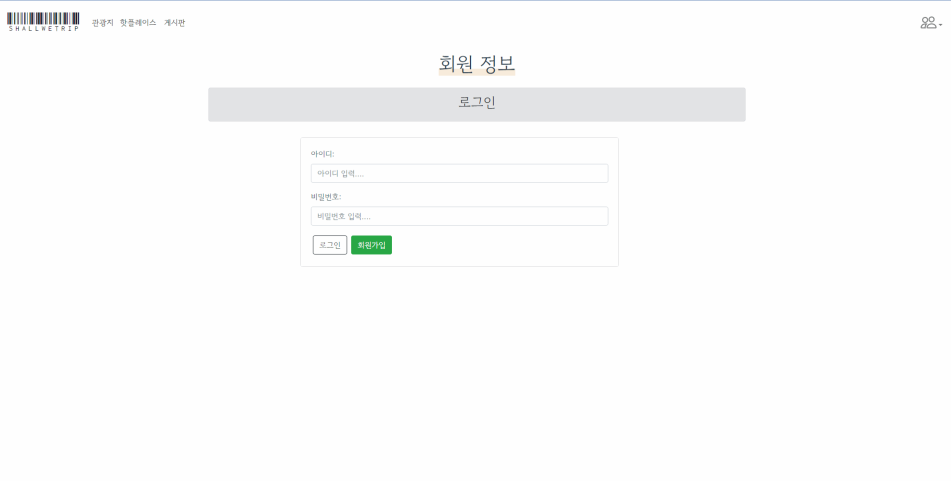 SHALLWETRIP
관광지 핫플레이스 게시판
회원 정보
로그인
아이디:
아이디 입력....
비밀번호:
비밀번호 입력....
로그인 회원가입